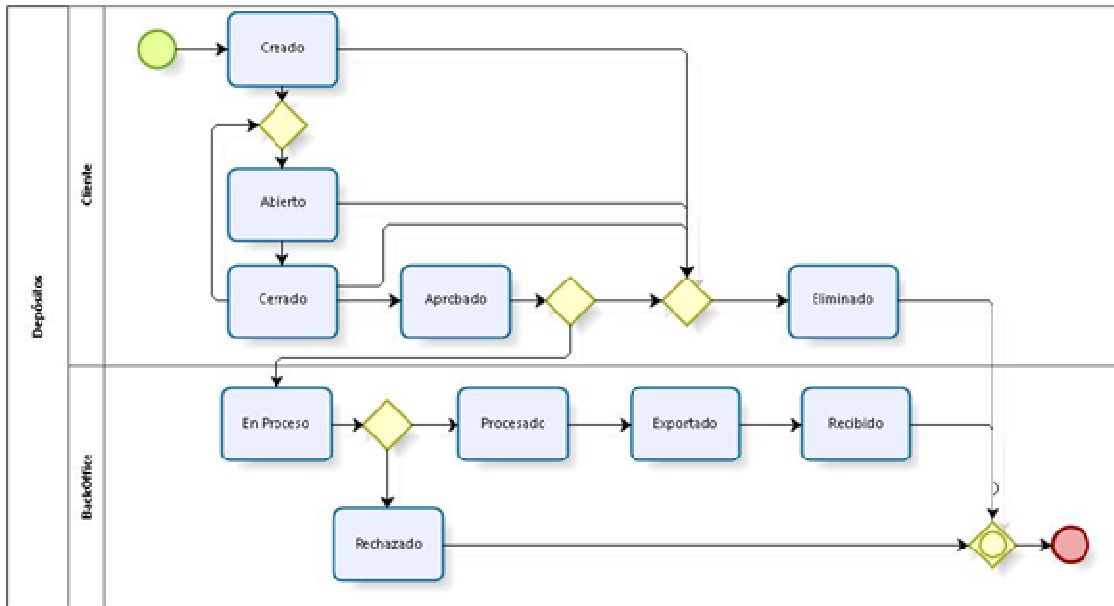 Depósitos
Cliente
Creado
Abierto
Cerrado
Aprobado
Eliminado
BackOffice
En Proceso
Procesado
Exportado
Recibido
Rechazado